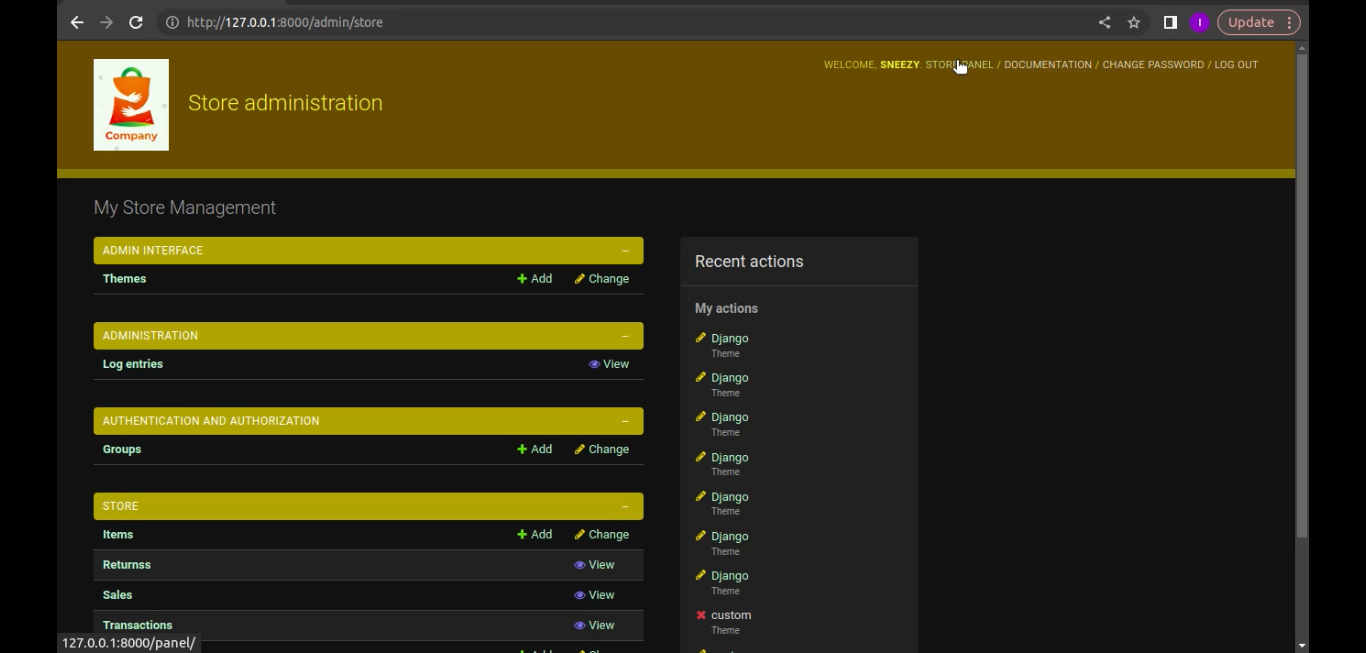 http://127.0.0.1:8000/admin/store
I
Update
Company
Store administration
WELCOME, SNEEZY. STORE PANEL / DOCUMENTATION / CHANGE PASSWORD / LOG OUT
My Store Management
ADMIN INTERFACE –
Themes Add Change
ADMINISTRATION –
Log entries View
AUTHENTICATION AND AUTHORIZATION –
Groups Add Change
STORE –
Items Add Change
Returnss View
Sales View
Transactions View
Recent actions
My actions
Django
Theme
Django
Theme
Django
Theme
Django
Theme
Django
Theme
Django
Theme
Django
Theme
custom
Theme
127.0.0.1:8000/panel/